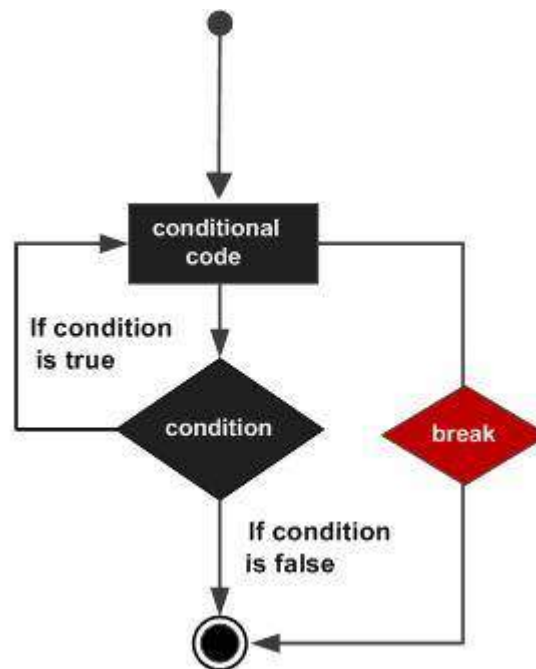 conditional
code
If condition
is true
condition
break
If condition
is false